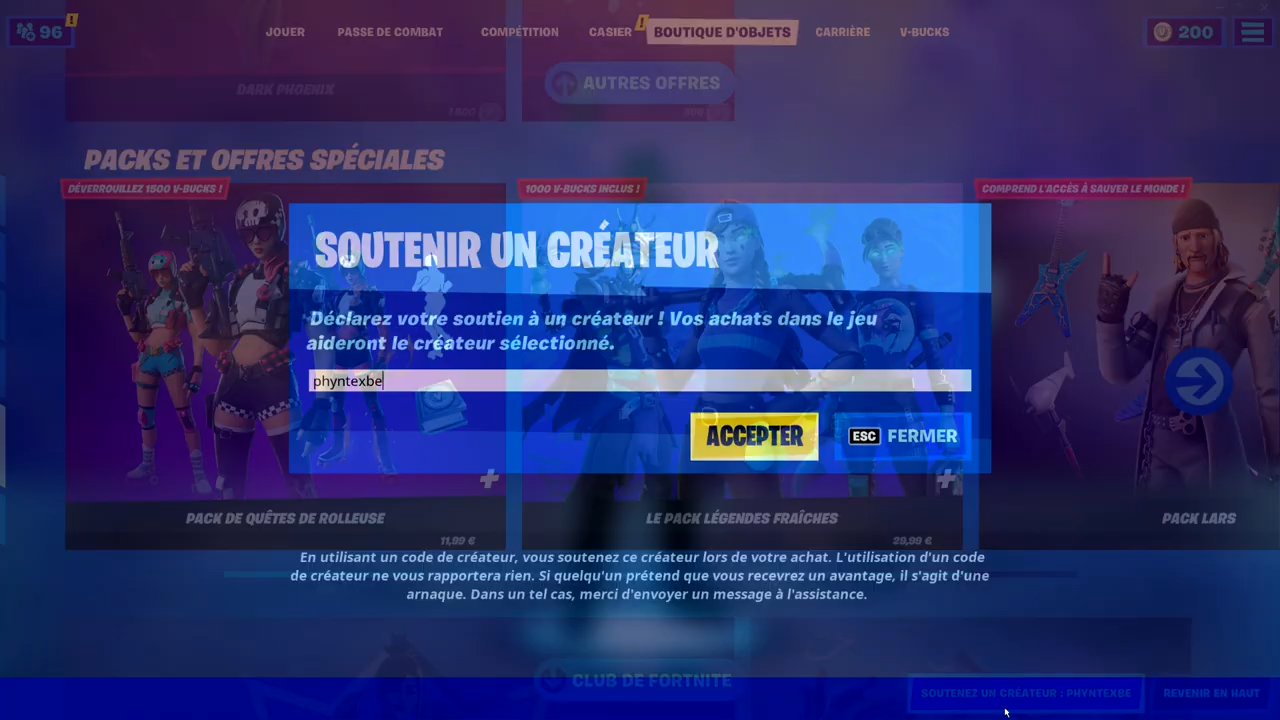 96
!
JOUER
PASSE DE COMBAT
COMPÉTITION
CASIER
!
BOUTIQUE D'OBJETS
CARRIÈRE
V-BUCKS
200
DARK PHOENIX
AUTRES OFFRES
PACKS ET OFFRES SPÉCIALES
DÉVERROUILLEZ 1500 V-BUCKS !
1000 V-BUCKS INCLUS !
COMPREND L'ACCÈS À SAUVER LE MONDE !
SOUTENIR UN CRÉATEUR
Déclarez votre soutien à un créateur ! Vos achats dans le jeu
aideront le créateur sélectionné.
phyntexbe
ACCEPTER
ESC FERMER
PACK DE QUÊTES DE ROLLEUSE
11,99 €
LE PACK LÉGENDES FRAÎCHES
29,99 €
PACK LARS
En utilisant un code de créateur, vous soutenez ce créateur lors de votre achat. L'utilisation d'un code
de créateur ne vous rapportera rien. Si quelqu'un prétend que vous recevrez un avantage, il s'agit d'une
arnaque. Dans un tel cas, merci d'envoyer un message à l'assistance.
CLUB DE FORTNITE
SOUTENEZ UN CRÉATEUR : PHYNTEXBE
REVENIR EN HAUT